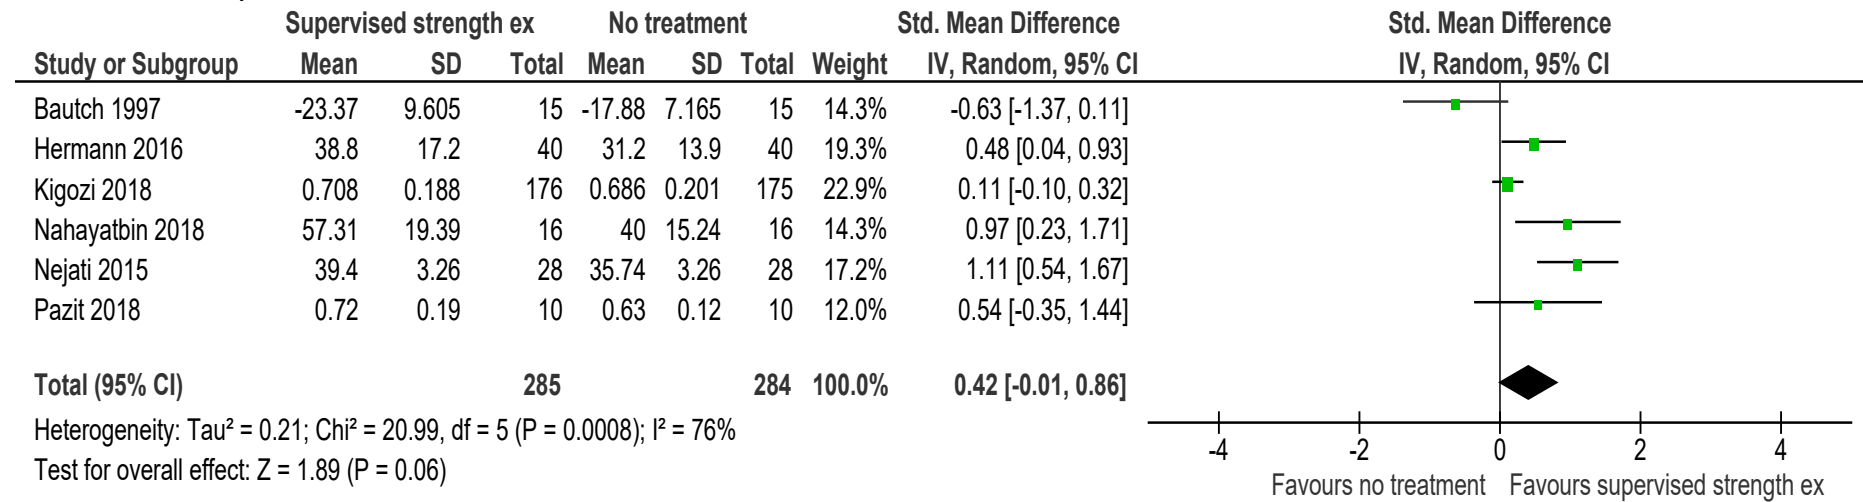 Supervised strength ex No treatment Std. Mean Difference Std. Mean Difference
Study or Subgroup Mean SD Total Mean SD Total Weight IV, Random, 95% CI IV, Random, 95% CI
Bautch 1997 -23.37 9.605 15 -17.88 7.165 15 14.3% -0.63 [-1.37, 0.11]
Hermann 2016 38.8 17.2 40 31.2 13.9 40 19.3% 0.48 [0.04, 0.93]
Kigozi 2018 0.708 0.188 176 0.686 0.201 175 22.9% 0.11 [-0.10, 0.32]
Nahayatbin 2018 57.31 19.39 16 40 15.24 16 14.3% 0.97 [0.23, 1.71]
Nejati 2015 39.4 3.26 28 35.74 3.26 28 17.2% 1.11 [0.54, 1.67]
Pazit 2018 0.72 0.19 10 0.63 0.12 10 12.0% 0.54 [-0.35, 1.44]
Total (95% CI) 285 284 100.0% 0.42 [-0.01, 0.86]
Heterogeneity: Tau² = 0.21; Chi² = 20.99, df = 5 (P = 0.0008); I² = 76%
Test for overall effect: Z = 1.89 (P = 0.06)
-4 -2 0 2 4
Favours no treatment Favours supervised strength ex